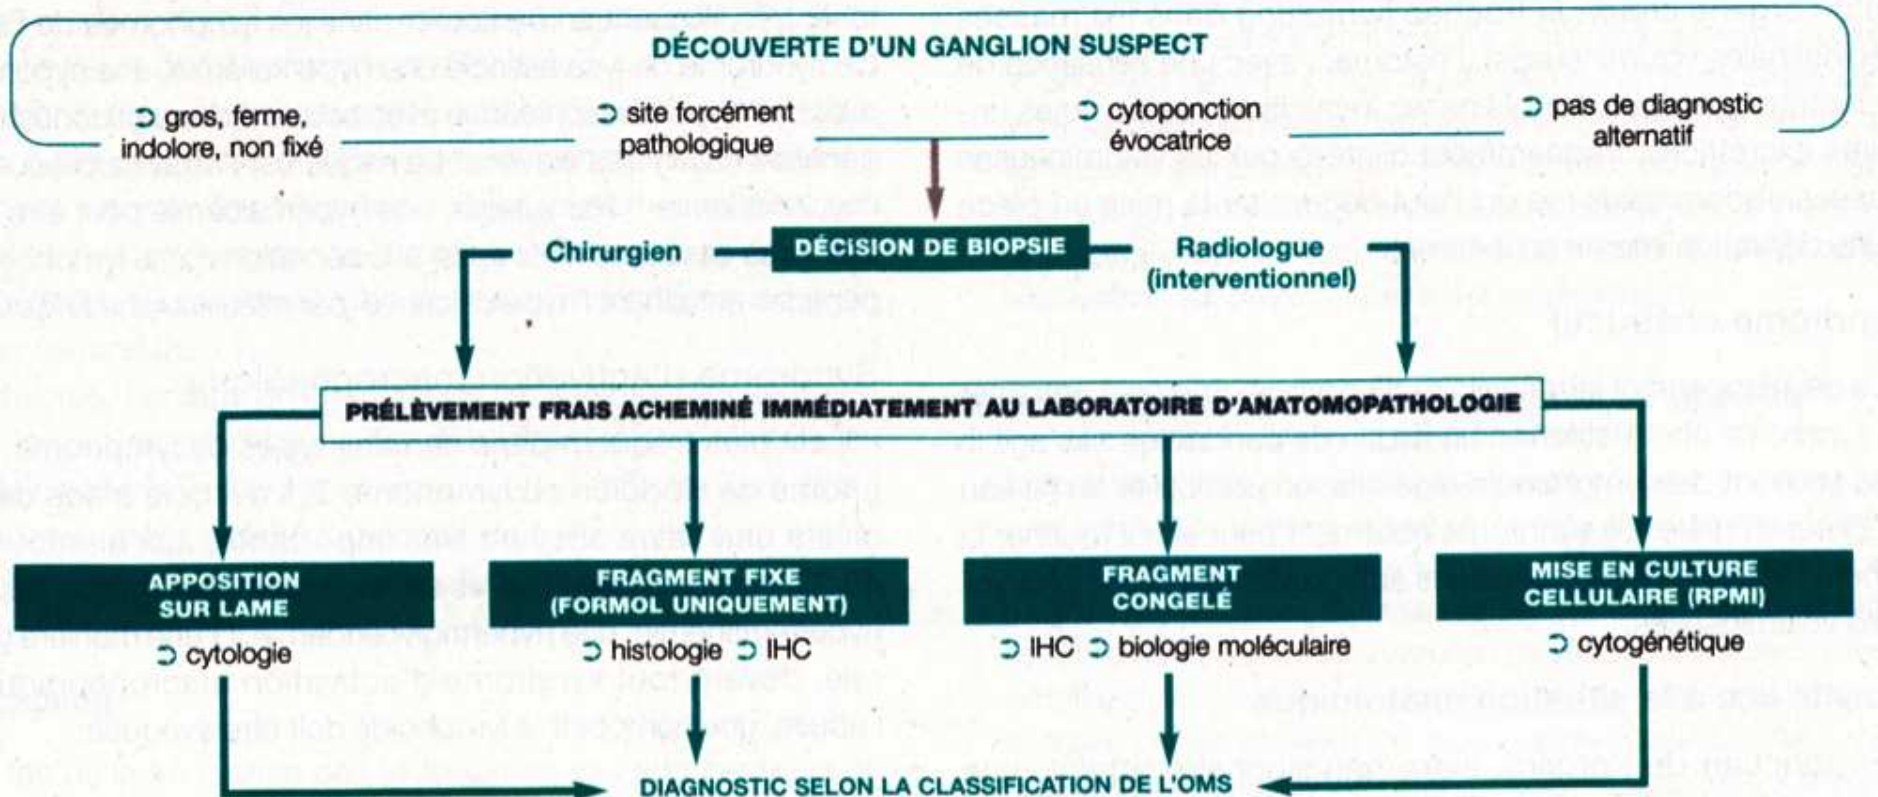 DÉCOUVERTE D'UN GANGLION SUSPECT
➲ gros, ferme,
indolore, non fixé
➲ site forcément
pathologique
➲ cytoponction
évocatrice
➲ pas de diagnostic
alternatif
Chirurgien
DÉCISION DE BIOPSIE
Radiologue
(interventionnel)
PRÉLÈVEMENT FRAIS ACHEMINÉ IMMÉDIATEMENT AU LABORATOIRE D'ANATOMOPATHOLOGIE
APPOSITION
SUR LAME
FRAGMENT FIXE
(FORMOL UNIQUEMENT)
FRAGMENT
CONGELÉ
MISE EN CULTURE
CELLULAIRE (RPMI)
➲ cytologie
➲ histologie ➲ IHC
➲ IHC ➲ biologie moléculaire
➲ cytogénétique
DIAGNOSTIC SELON LA CLASSIFICATION DE L'OMS